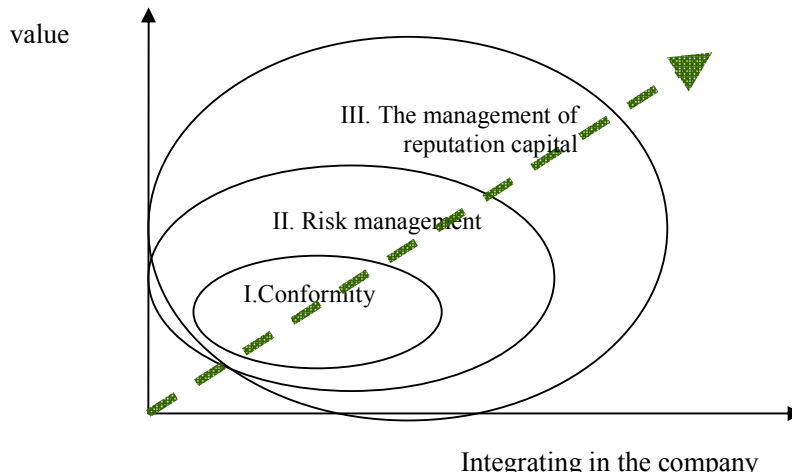 value
III. The management of
reputation capital
II. Risk management
I.Conformity
Integrating in the company